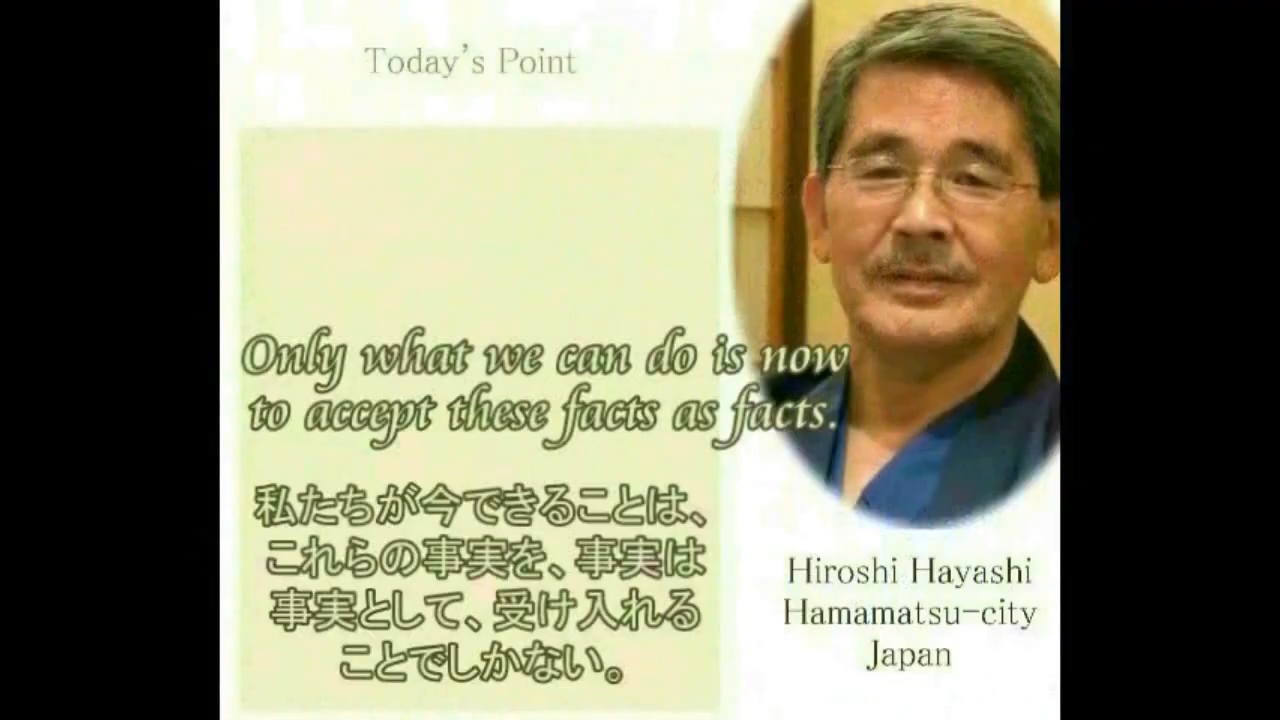 Today's Point
Only what we can do is now
to accept these facts as facts.
私たちが今できることは、
これらの事実を、事実は
事実として、受け入れる
ことでしかない。
Hiroshi Hayashi
Hamamatsu-city
Japan